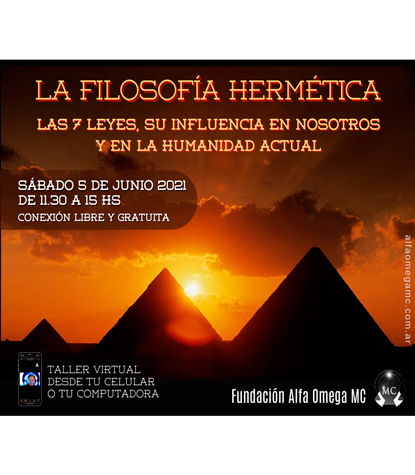 LA FILOSOFÍA HERMÉTICA
LAS 7 LEYES, SU INFLUENCIA EN NOSOTROS
Y EN LA HUMANIDAD ACTUAL
SÁBADO 5 DE JUNIO 2021
DE 11.30 A 15 HS
CONEXIÓN LIBRE Y GRATUITA
alfaomegamc.com.ar
TALLER VIRTUAL
DESDE TU CELULAR
O TU COMPUTADORA
Fundación Alfa Omega MC
MC